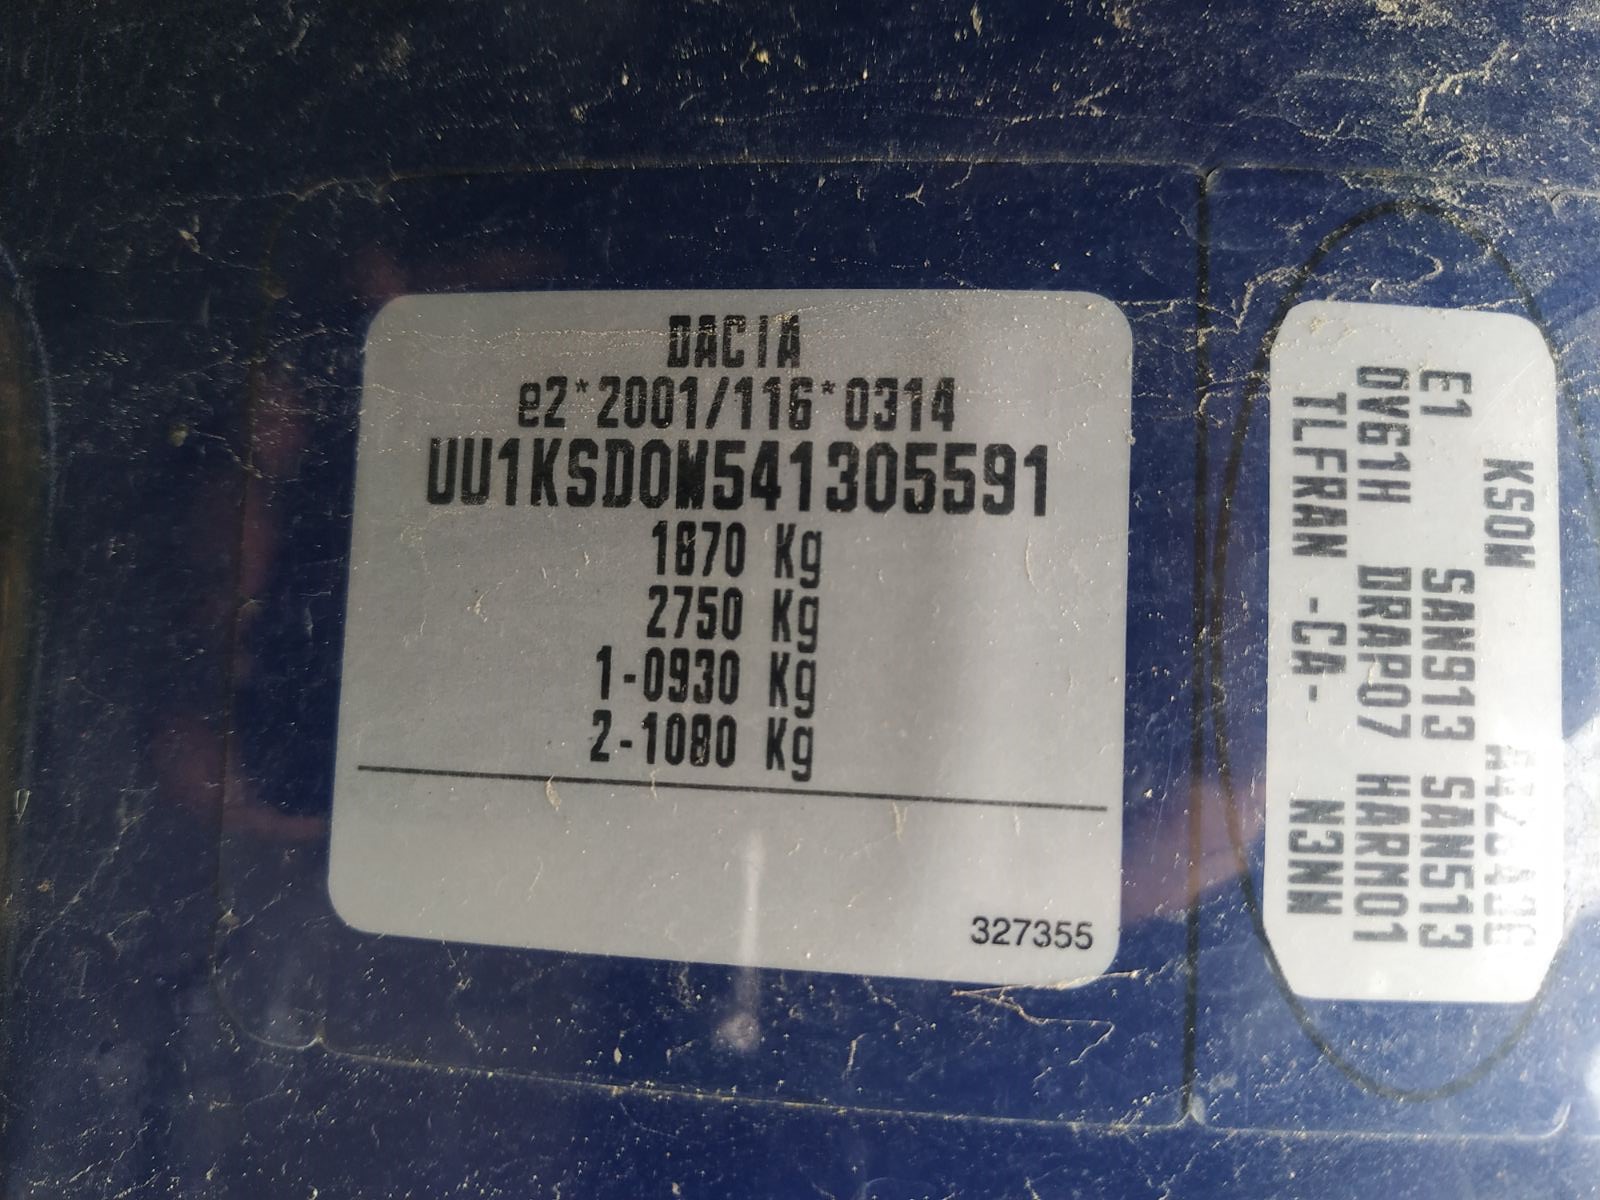 DACIA
e2*2001/116*0314
UU1KSD0W541305591
1870 Kg
2750 Kg
1-0930 Kg
2-1080 Kg
327355
KS0W
E1 SAN913 SAN513
0V61H DRAP07 HARM01
TLFRAN -CA- N3NN